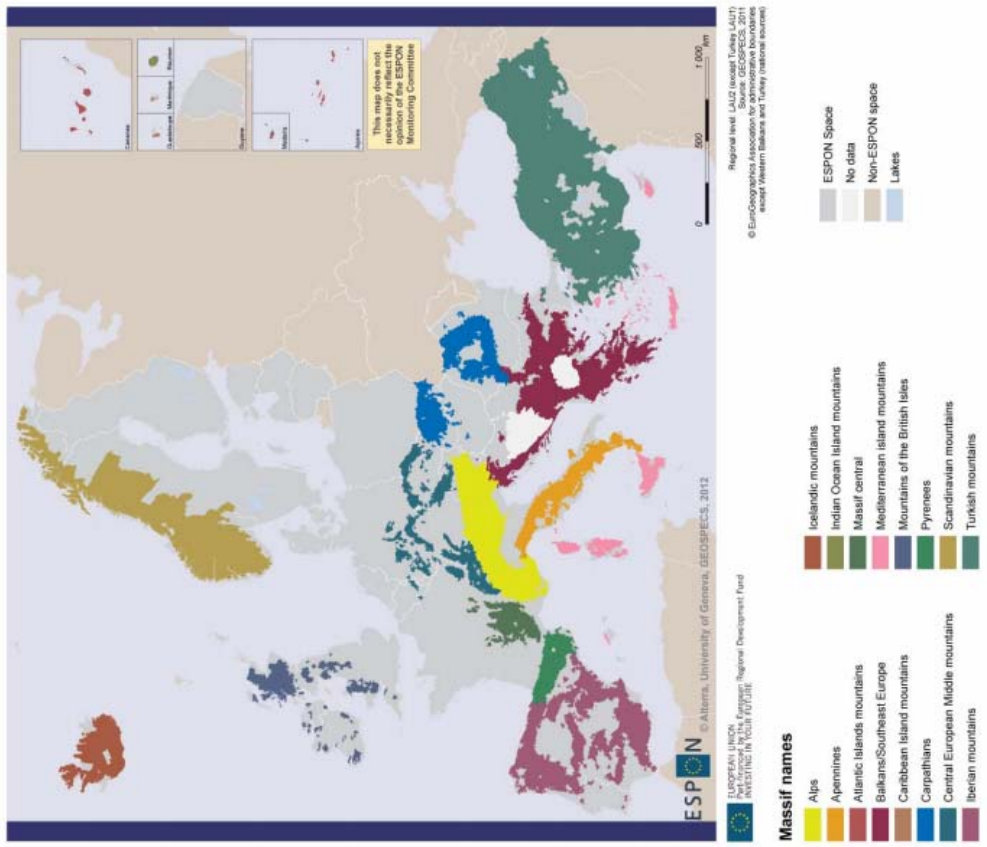 Canarias
Guadeloupe
Martinique
Réunion
Guyane
Madeira
Açores
This map does not
necessarily reflect the
opinion of the ESPON
Monitoring Committee
0
500
1 000
km
ESPON
© Alterra, University of Geneva, GEOSPECS, 2012
EUROPEAN UNION
Part-financed by the European Regional Development Fund
INVESTING IN YOUR FUTURE
Regional level: LAU2 (except Turkey LAU1)
Source: GEOSPECS, 2011
© EuroGeographics Association for administrative boundaries
except Western Balkans and Turkey (national sources)
Massif names
Alps
Apennines
Atlantic Islands mountains
Balkans/Southeast Europe
Caribbean Island mountains
Carpathians
Central European Middle mountains
Iberian mountains
Icelandic mountains
Indian Ocean Island mountains
Massif central
Mediterranean island mountains
Mountains of the British Isles
Pyrenees
Scandinavian mountains
Turkish mountains
ESPON Space
No data
Non-ESPON space
Lakes